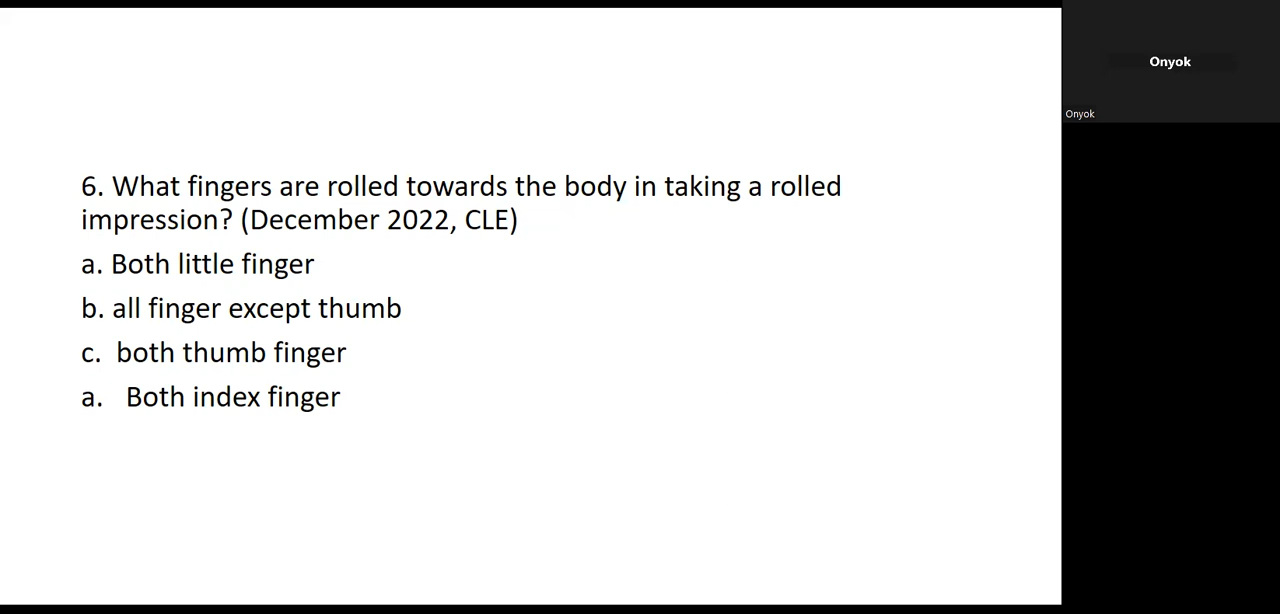 6. What fingers are rolled towards the body in taking a rolled
impression? (December 2022, CLE)
a. Both little finger
b. all finger except thumb
c. both thumb finger
a. Both index finger
Onyok
Onyok